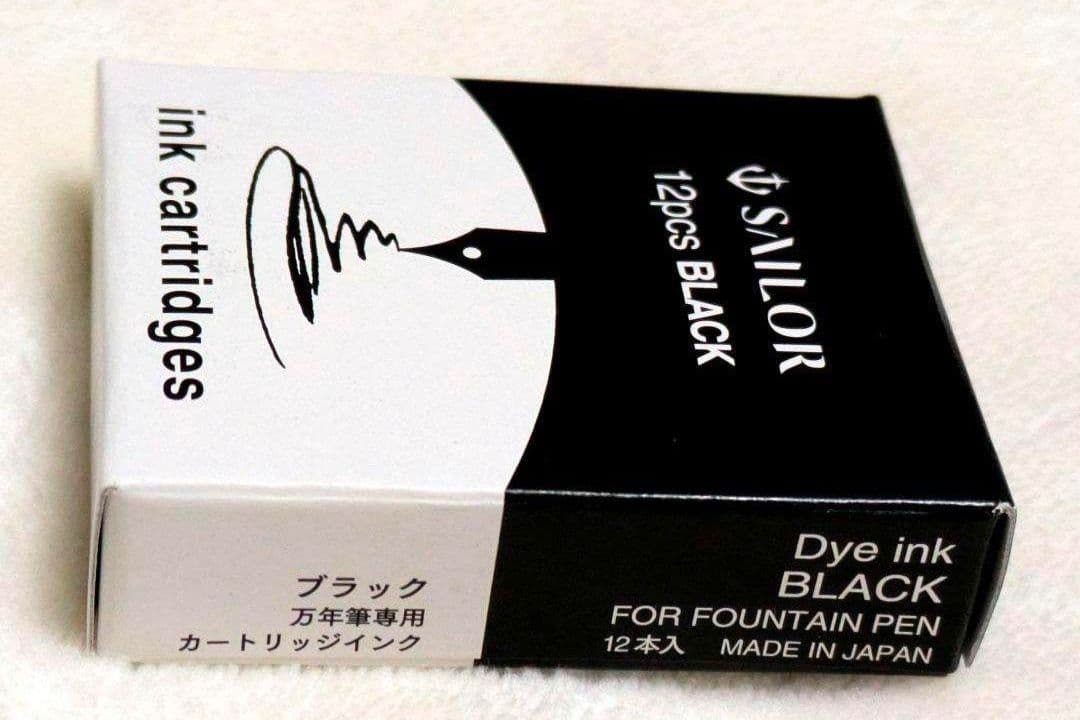 SAILOR
12pcs BLACK
ink cartridges
Dye ink
BLACK
FOR FOUNTAIN PEN
12本入 MADE IN JAPAN
ブラック
万年筆専用
カートリッジインク